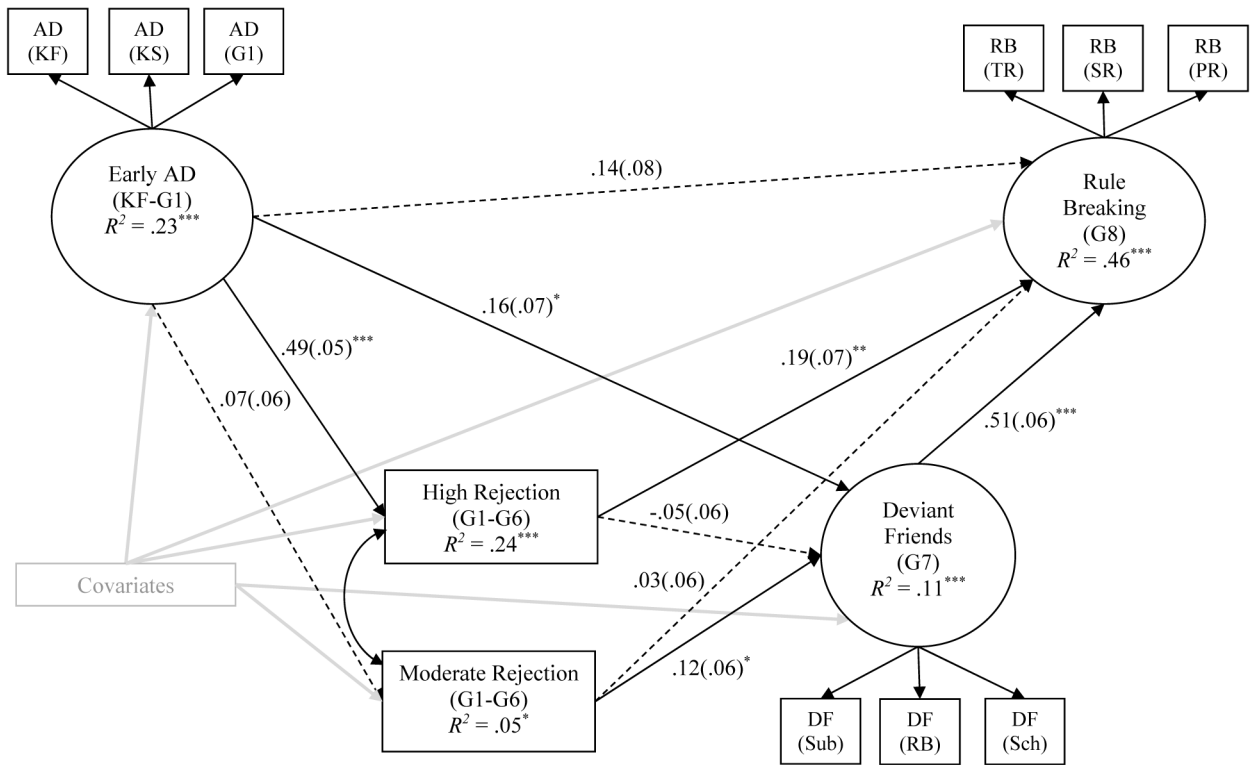 AD
(KF)
AD
(KS)
AD
(G1)
RB
(TR)
RB
(SR)
RB
(PR)
Early AD
(KF-G1)
R² = .23***
.14(.08)
Rule
Breaking
(G8)
R² = .46***
.16(.07)*
.49(.05)***
.07(.06)
.19(.07)**
.51(.06)***
High Rejection
(G1-G6)
R² = .24***
-.05(.06)
Deviant
Friends
(G7)
R² = .11***
Covariates
.03(.06)
Moderate Rejection
(G1-G6)
R² = .05*
.12(.06)*
DF
(Sub)
DF
(RB)
DF
(Sch)